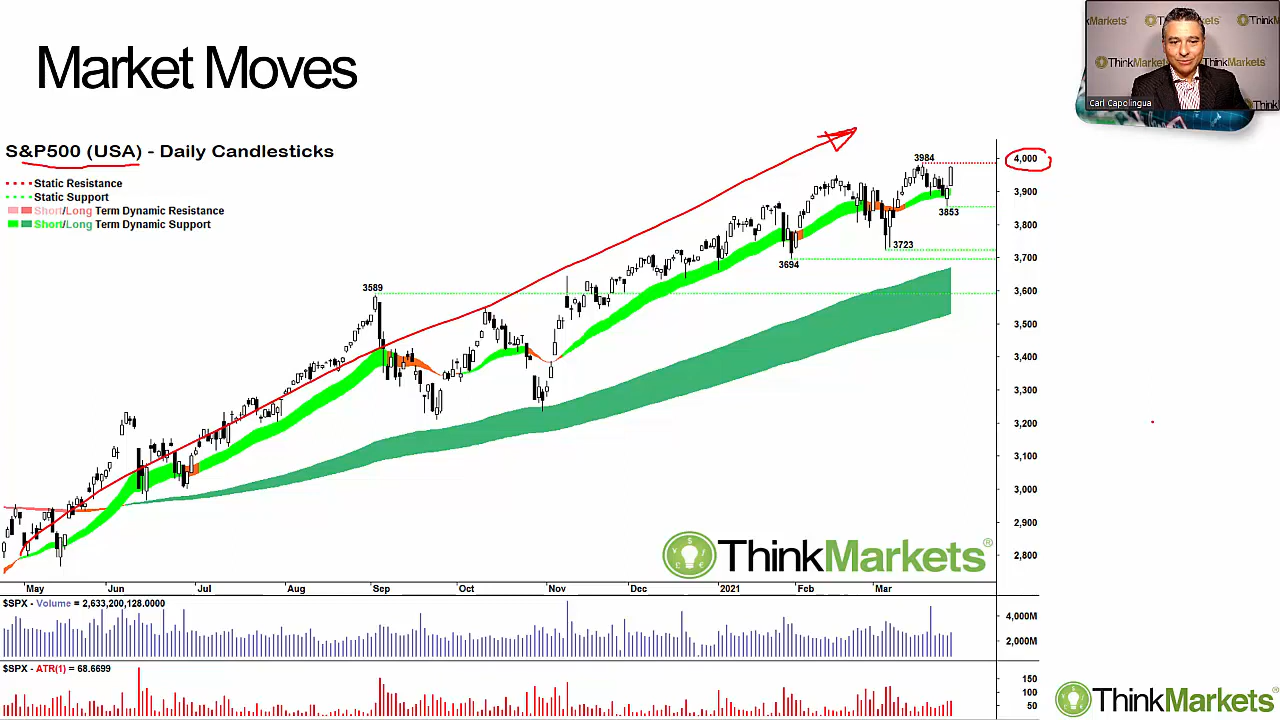 Market Moves
ThinkMarkets
ThinkMarkets
Carl Capolingua
S&P500 (USA) - Daily Candlesticks
Static Resistance
Static Support
Short/Long Term Dynamic Resistance
Short/Long Term Dynamic Support
3984
3853
3723
3694
3589
4,000
3,900
3,800
3,700
3,600
3,500
3,400
3,300
3,200
3,100
3,000
2,900
2,800
ThinkMarkets®
May Jun Jul Aug Sep Oct Nov Dec 2021 Feb Mar
$SPX - Volume = 2,633,200,128.0000
4,000M
2,000M
$SPX - ATR(1) = 68.6699
150
100
50
ThinkMarkets®